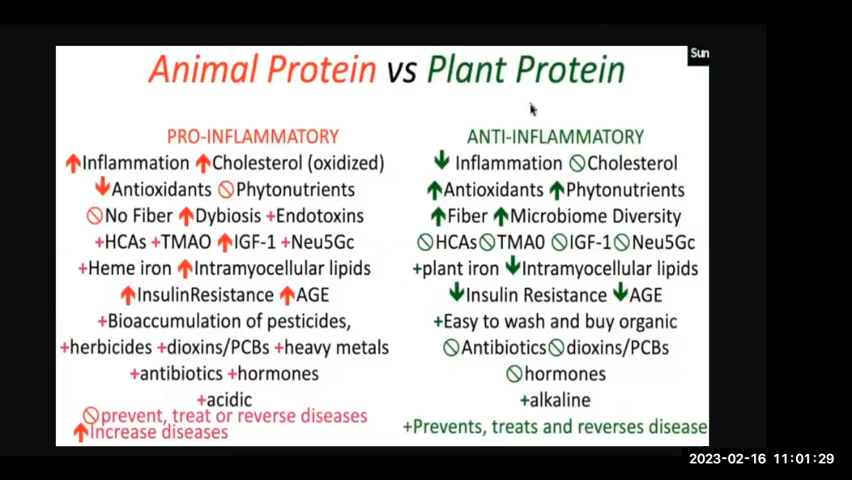 Sun
Animal Protein vs Plant Protein
PRO-INFLAMMATORY
Inflammation Cholesterol (oxidized)
Antioxidants Phytonutrients
No Fiber Dybiosis +Endotoxins
+HCAs +TMAO IGF-1 +Neu5Gc
+Heme iron Intramyocellular lipids
InsulinResistance AGE
+Bioaccumulation of pesticides,
+herbicides +dioxins/PCBs +heavy metals
+antibiotics +hormones
+acidic
prevent, treat or reverse diseases
Increase diseases
ANTI-INFLAMMATORY
Inflammation Cholesterol
Antioxidants Phytonutrients
Fiber Microbiome Diversity
HCAs TMA0 IGF-1 Neu5Gc
+plant iron Intramyocellular lipids
Insulin Resistance AGE
+Easy to wash and buy organic
Antibiotics dioxins/PCBs
hormones
+alkaline
+Prevents, treats and reverses disease
2023-02-16 11:01:29